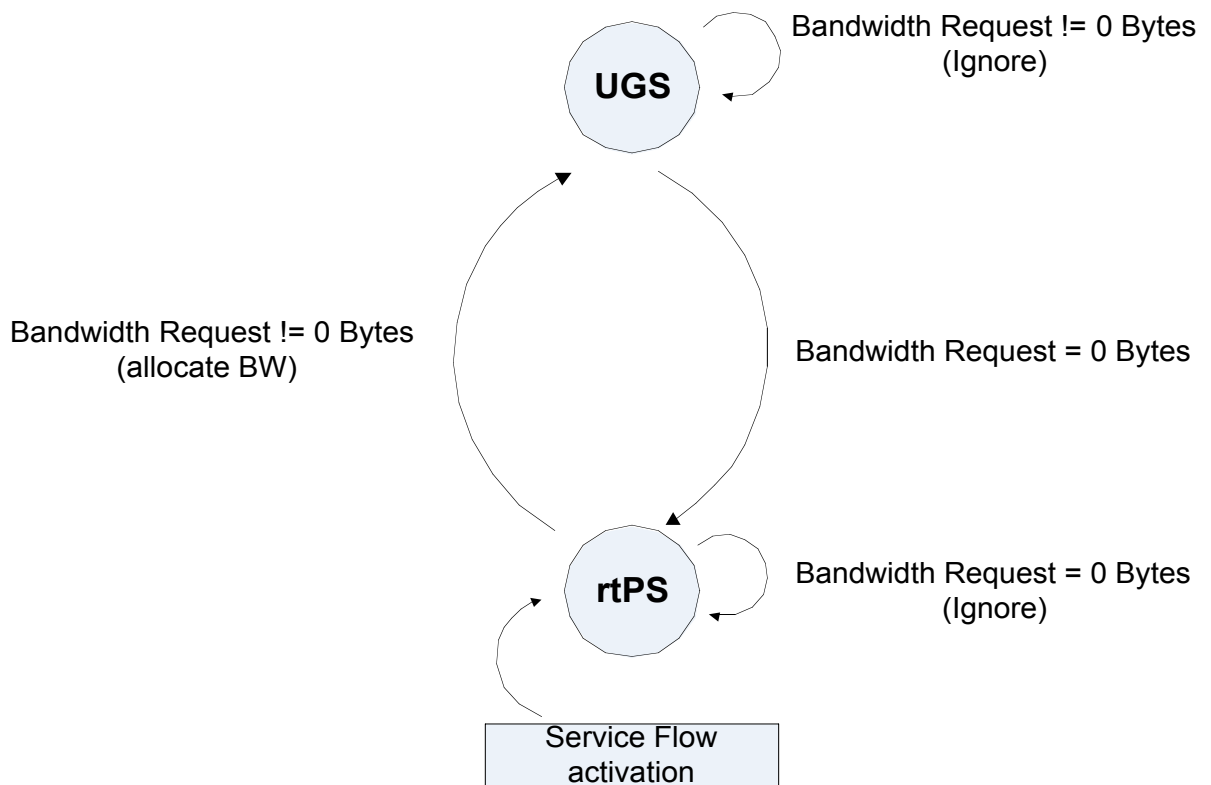 Bandwidth Request != 0 Bytes
(Ignore)
UGS
Bandwidth Request != 0 Bytes
(allocate BW)
Bandwidth Request = 0 Bytes
rtPS
Bandwidth Request = 0 Bytes
(Ignore)
Service Flow
activation